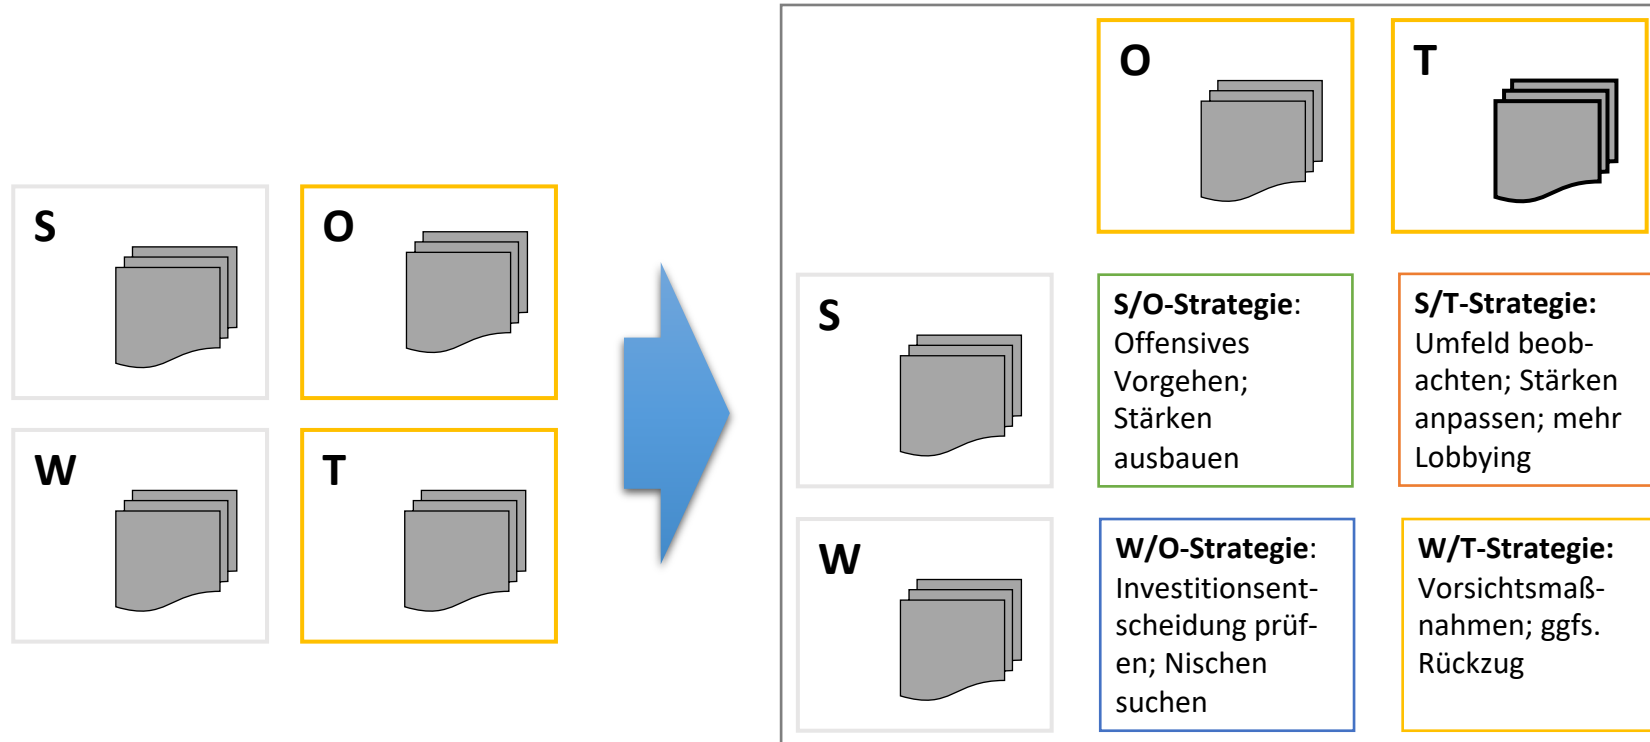 S
O
W
T
O
T
S
S/O-Strategie:
Offensives
Vorgehen;
Stärken
ausbauen
S/T-Strategie:
Umfeld beob-
achten; Stärken
anpassen; mehr
Lobbying
W
W/O-Strategie:
Investitionsent-
scheidung prüf-
en; Nischen
suchen
W/T-Strategie:
Vorsichtsmaß-
nahmen; ggfs.
Rückzug